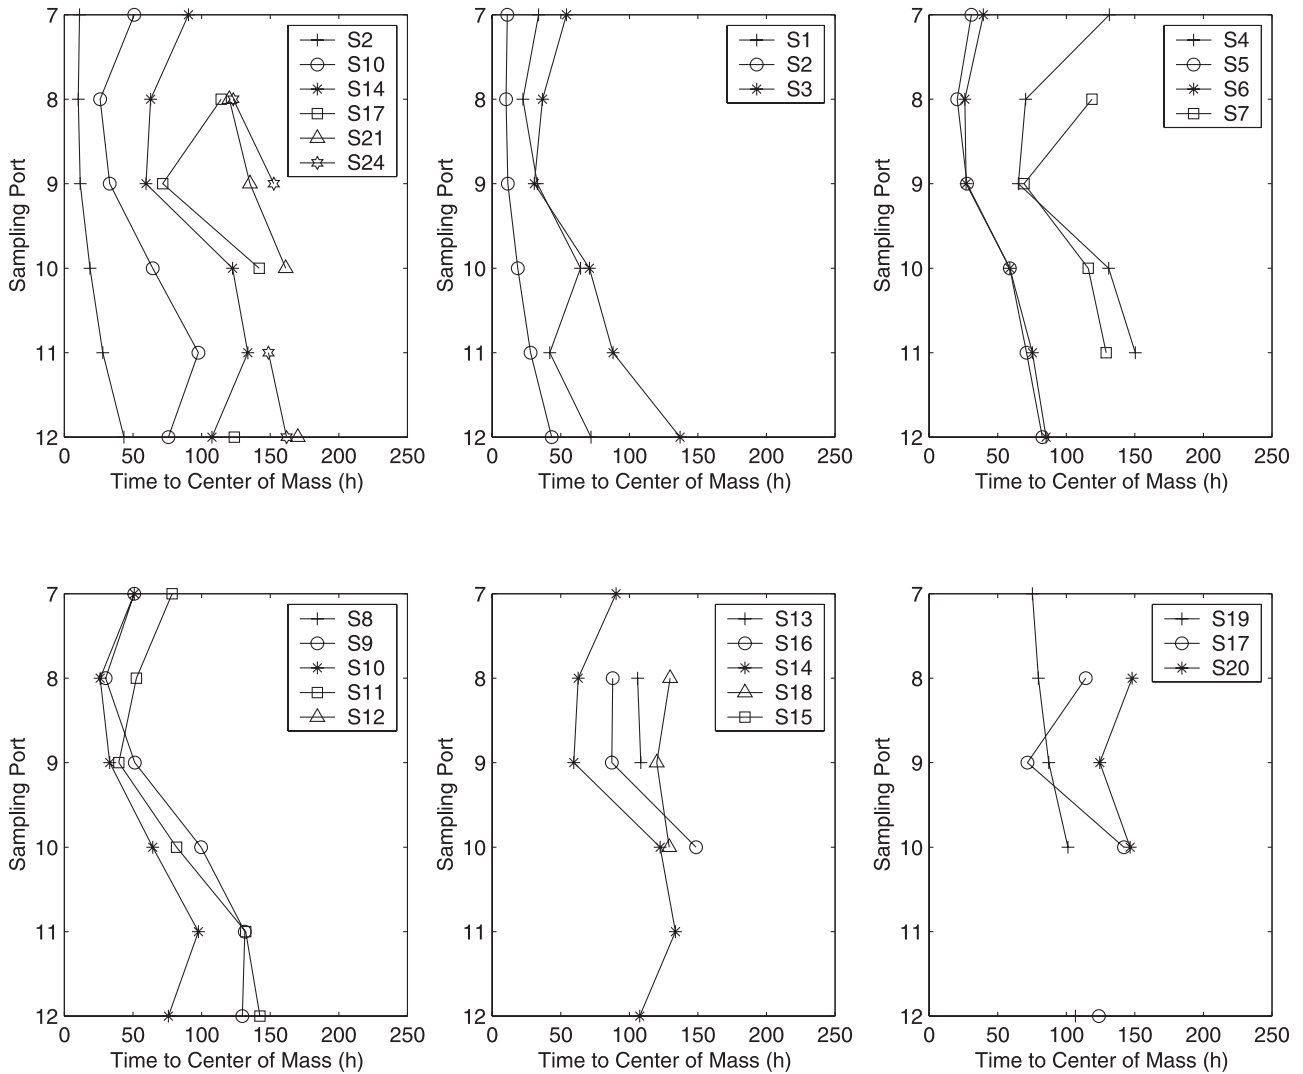 7
8
9
10
11
12
Sampling Port
0 50 100 150 200 250
Time to Center of Mass (h)
S2
S10
S14
S17
S21
S24
7
8
9
10
11
12
Sampling Port
0 50 100 150 200 250
Time to Center of Mass (h)
S1
S2
S3
7
8
9
10
11
12
Sampling Port
0 50 100 150 200 250
Time to Center of Mass (h)
S4
S5
S6
S7
7
8
9
10
11
12
Sampling Port
0 50 100 150 200 250
Time to Center of Mass (h)
S8
S9
S10
S11
S12
7
8
9
10
11
12
Sampling Port
0 50 100 150 200 250
Time to Center of Mass (h)
S13
S16
S14
S18
S15
7
8
9
10
11
12
Sampling Port
0 50 100 150 200 250
Time to Center of Mass (h)
S19
S17
S20